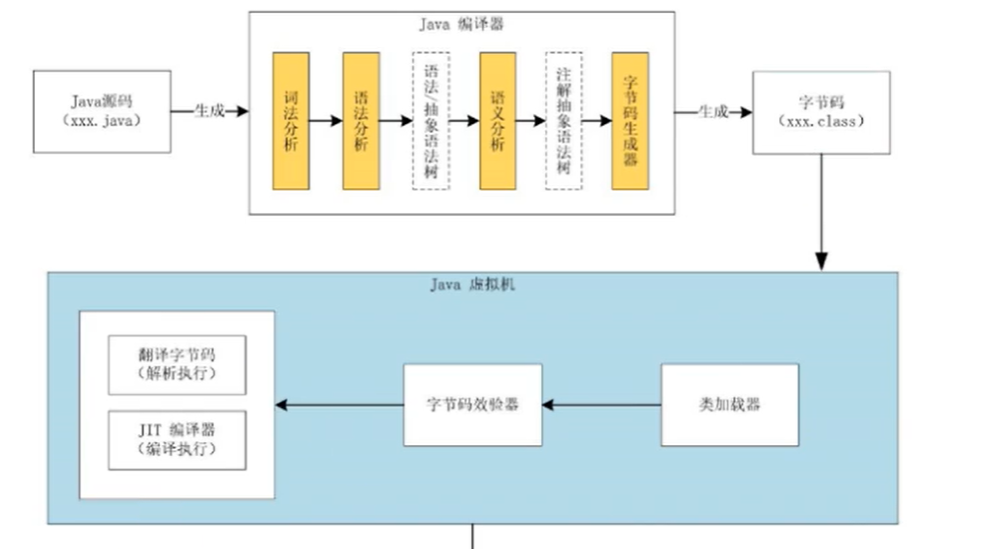 Java 编译器
Java源码
（xxx.java）
生成
词法分析
语法分析
语法/抽象语法树
语义分析
注解抽象语法树
字节码生成器
生成
字节码
（xxx.class）
Java 虚拟机
翻译字节码
（解析执行）
JIT 编译器
（编译执行）
字节码效验器
类加载器